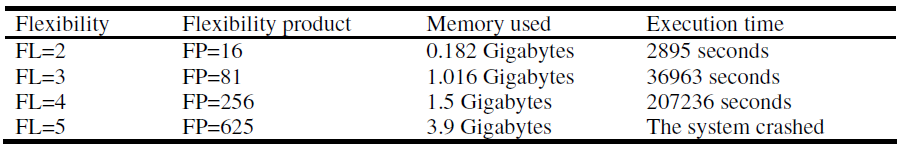 Flexibility Flexibility product Memory used Execution time
FL=2 FP=16 0.182 Gigabytes 2895 seconds
FL=3 FP=81 1.016 Gigabytes 36963 seconds
FL=4 FP=256 1.5 Gigabytes 207236 seconds
FL=5 FP=625 3.9 Gigabytes The system crashed